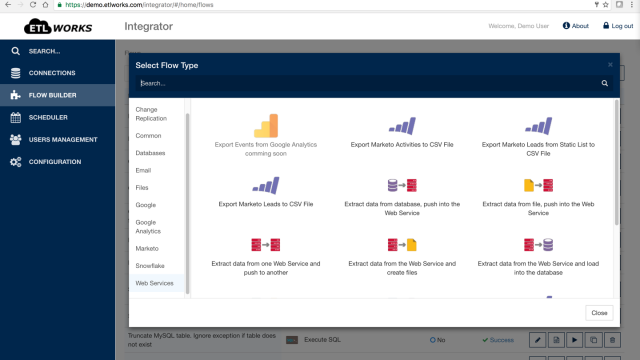 https://demo.etlworks.com/integrator/#/home/flows
ETL WORKS
Integrator
Welcome, Demo User
About
Log out
SEARCH...
CONNECTIONS
FLOW BUILDER
SCHEDULER
USERS MANAGEMENT
CONFIGURATION
Select Flow Type
×
Search...
Change
Replication
Common
Databases
Email
Files
Google
Google
Analytics
Marketo
Snowflake
Web Services
Export Events from Google Analytics
comming soon
Export Marketo Activities to CSV File
Export Marketo Leads from Static List to
CSV File
Export Marketo Leads to CSV File
Extract data from database, push into the
Web Service
Extract data from file, push into the Web
Service
Extract data from one Web Service and
push to another
Extract data from the Web Service and
create files
Extract data from the Web Service and load
into the database
Close
Truncate MySQL table. Ignore exception if table does
not exist
Execute SQL
No
Success